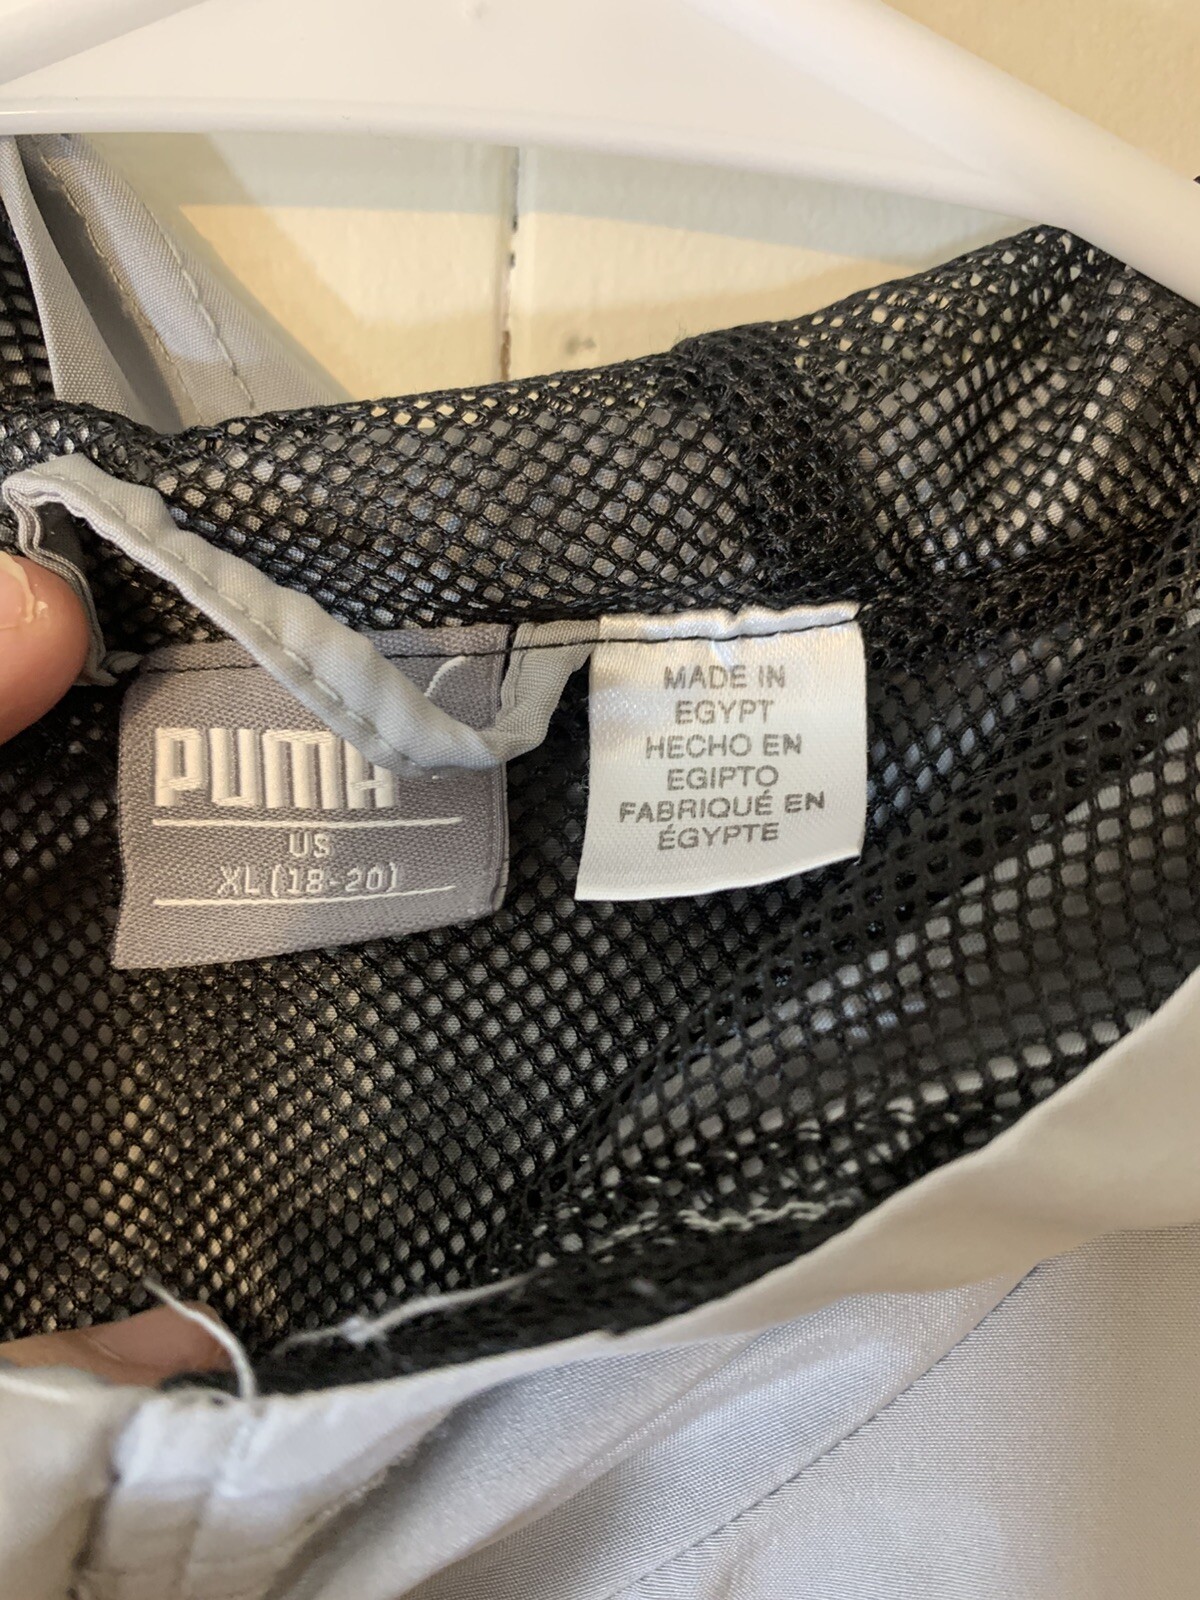 PUMA
US
XL(18-20)
MADE IN
EGYPT
HECHO EN
EGIPTO
FABRIQUÉ EN
ÉGYPTE